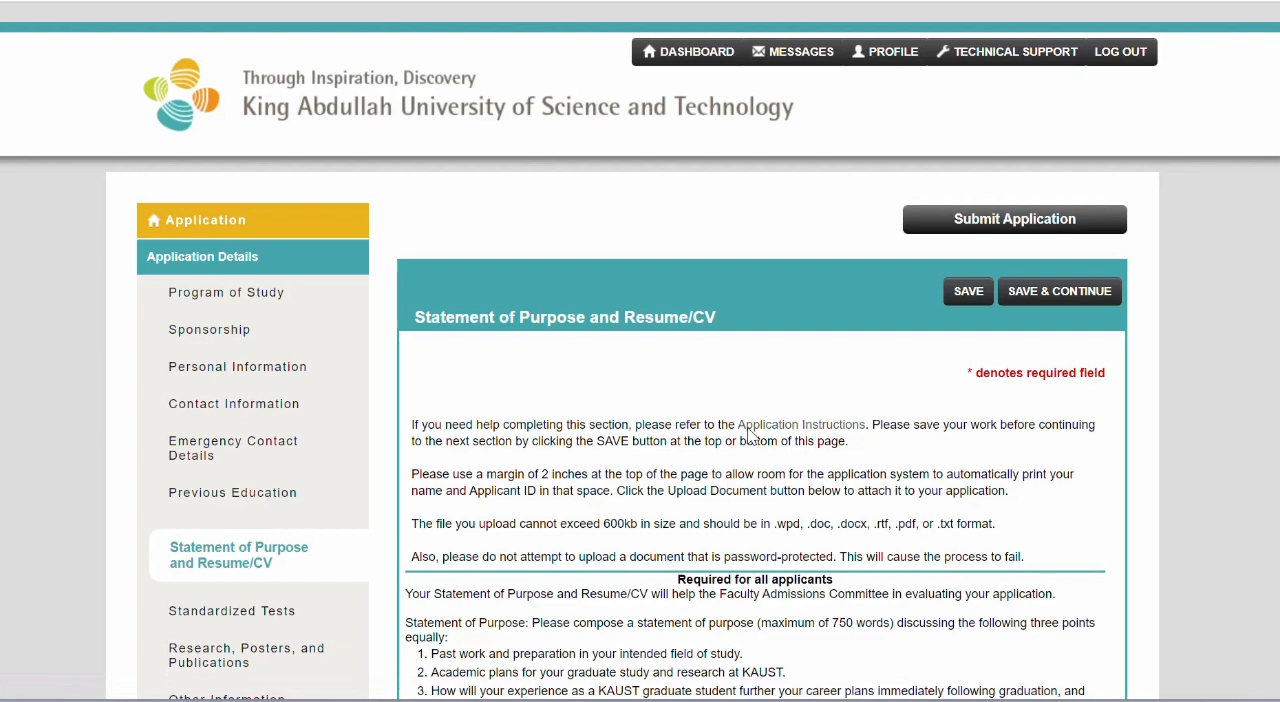 DASHBOARD MESSAGES PROFILE TECHNICAL SUPPORT LOG OUT
Through Inspiration, Discovery
King Abdullah University of Science and Technology
Application
Submit Application
Application Details
Program of Study
Sponsorship
Personal Information
Contact Information
Emergency Contact
Details
Previous Education
Statement of Purpose
and Resume/CV
Standardized Tests
Research, Posters, and
Publications
Other Information
SAVE SAVE & CONTINUE
Statement of Purpose and Resume/CV
* denotes required field
If you need help completing this section, please refer to the Application Instructions. Please save your work before continuing
to the next section by clicking the SAVE button at the top or bottom of this page.
Please use a margin of 2 inches at the top of the page to allow room for the application system to automatically print your
name and Applicant ID in that space. Click the Upload Document button below to attach it to your application.
The file you upload cannot exceed 600kb in size and should be in .wpd, .doc, .docx, .rtf, .pdf, or .txt format.
Also, please do not attempt to upload a document that is password-protected. This will cause the process to fail.
Required for all applicants
Your Statement of Purpose and Resume/CV will help the Faculty Admissions Committee in evaluating your application.
Statement of Purpose: Please compose a statement of purpose (maximum of 750 words) discussing the following three points
equally:
1. Past work and preparation in your intended field of study.
2. Academic plans for your graduate study and research at KAUST.
3. How will your experience as a KAUST graduate student further your career plans immediately following graduation, and